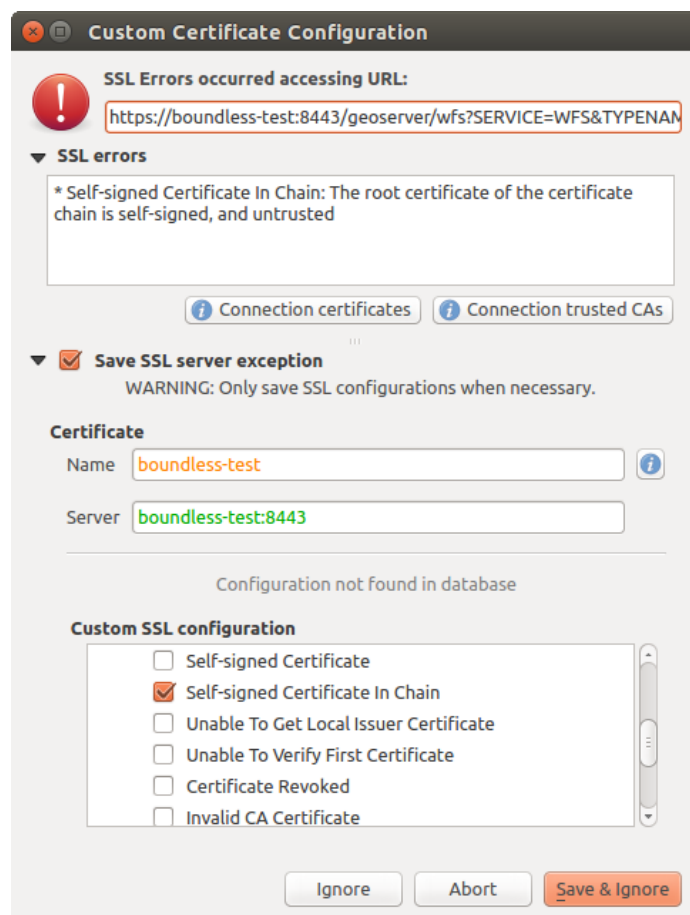 Custom Certificate Configuration
SSL Errors occurred accessing URL:
https://boundless-test:8443/geoserver/wfs?SERVICE=WFS&TYPENAM
SSL errors
* Self-signed Certificate In Chain: The root certificate of the certificate
chain is self-signed, and untrusted
Connection certificates
Connection trusted CAs
Save SSL server exception
WARNING: Only save SSL configurations when necessary.
Certificate
Name boundless-test
Server boundless-test:8443
Configuration not found in database
Custom SSL configuration
Self-signed Certificate
Self-signed Certificate In Chain
Unable To Get Local Issuer Certificate
Unable To Verify First Certificate
Certificate Revoked
Invalid CA Certificate
Ignore Abort Save & Ignore